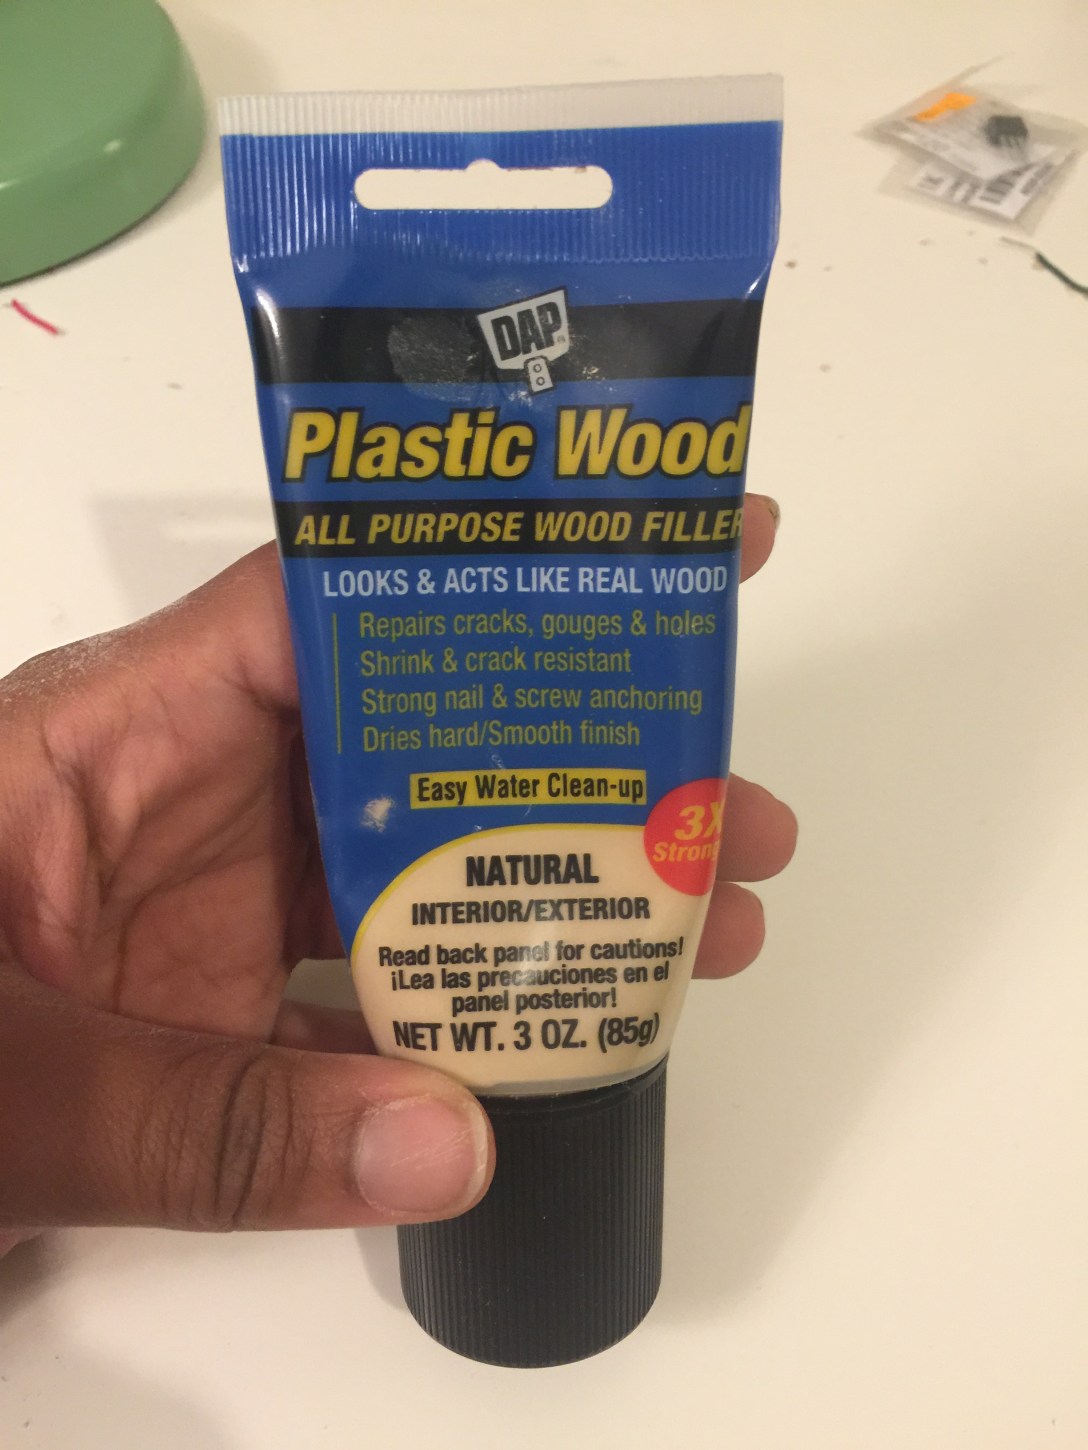 DAP
Plastic Wood
ALL PURPOSE WOOD FILLER
LOOKS & ACTS LIKE REAL WOOD
Repairs cracks, gouges & holes
Shrink & crack resistant
Strong nail & screw anchoring
Dries hard/Smooth finish
Easy Water Clean-up
3X
Strong
NATURAL
INTERIOR/EXTERIOR
Read back panel for cautions!
¡Lea las precauciones en el
panel posterior!
NET WT. 3 OZ. (85g)